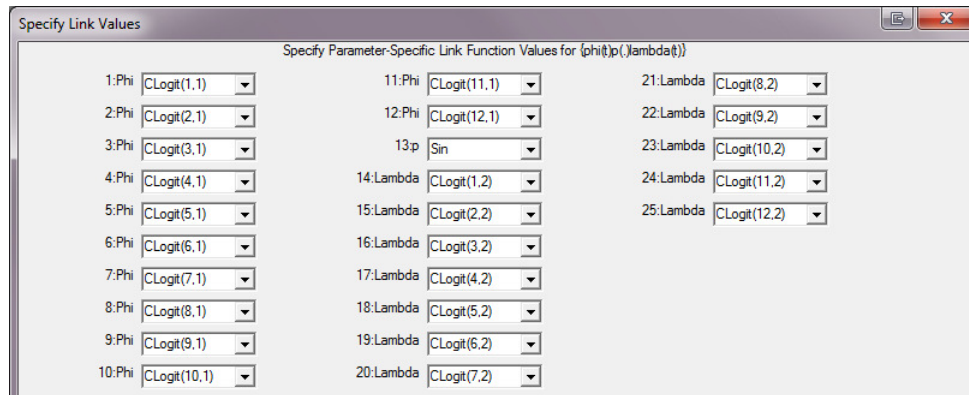 Specify Link Values
Specify Parameter-Specific Link Function Values for {phi(t)p(.)lambda(t)}
1:Phi CLogit(1,1) 11:Phi CLogit(11,1) 21:Lambda CLogit(8,2)
2:Phi CLogit(2,1) 12:Phi CLogit(12,1) 22:Lambda CLogit(9,2)
3:Phi CLogit(3,1) 13:p Sin 23:Lambda CLogit(10,2)
4:Phi CLogit(4,1) 14:Lambda CLogit(1,2) 24:Lambda CLogit(11,2)
5:Phi CLogit(5,1) 15:Lambda CLogit(2,2) 25:Lambda CLogit(12,2)
6:Phi CLogit(6,1) 16:Lambda CLogit(3,2)
7:Phi CLogit(7,1) 17:Lambda CLogit(4,2)
8:Phi CLogit(8,1) 18:Lambda CLogit(5,2)
9:Phi CLogit(9,1) 19:Lambda CLogit(6,2)
10:Phi CLogit(10,1) 20:Lambda CLogit(7,2)